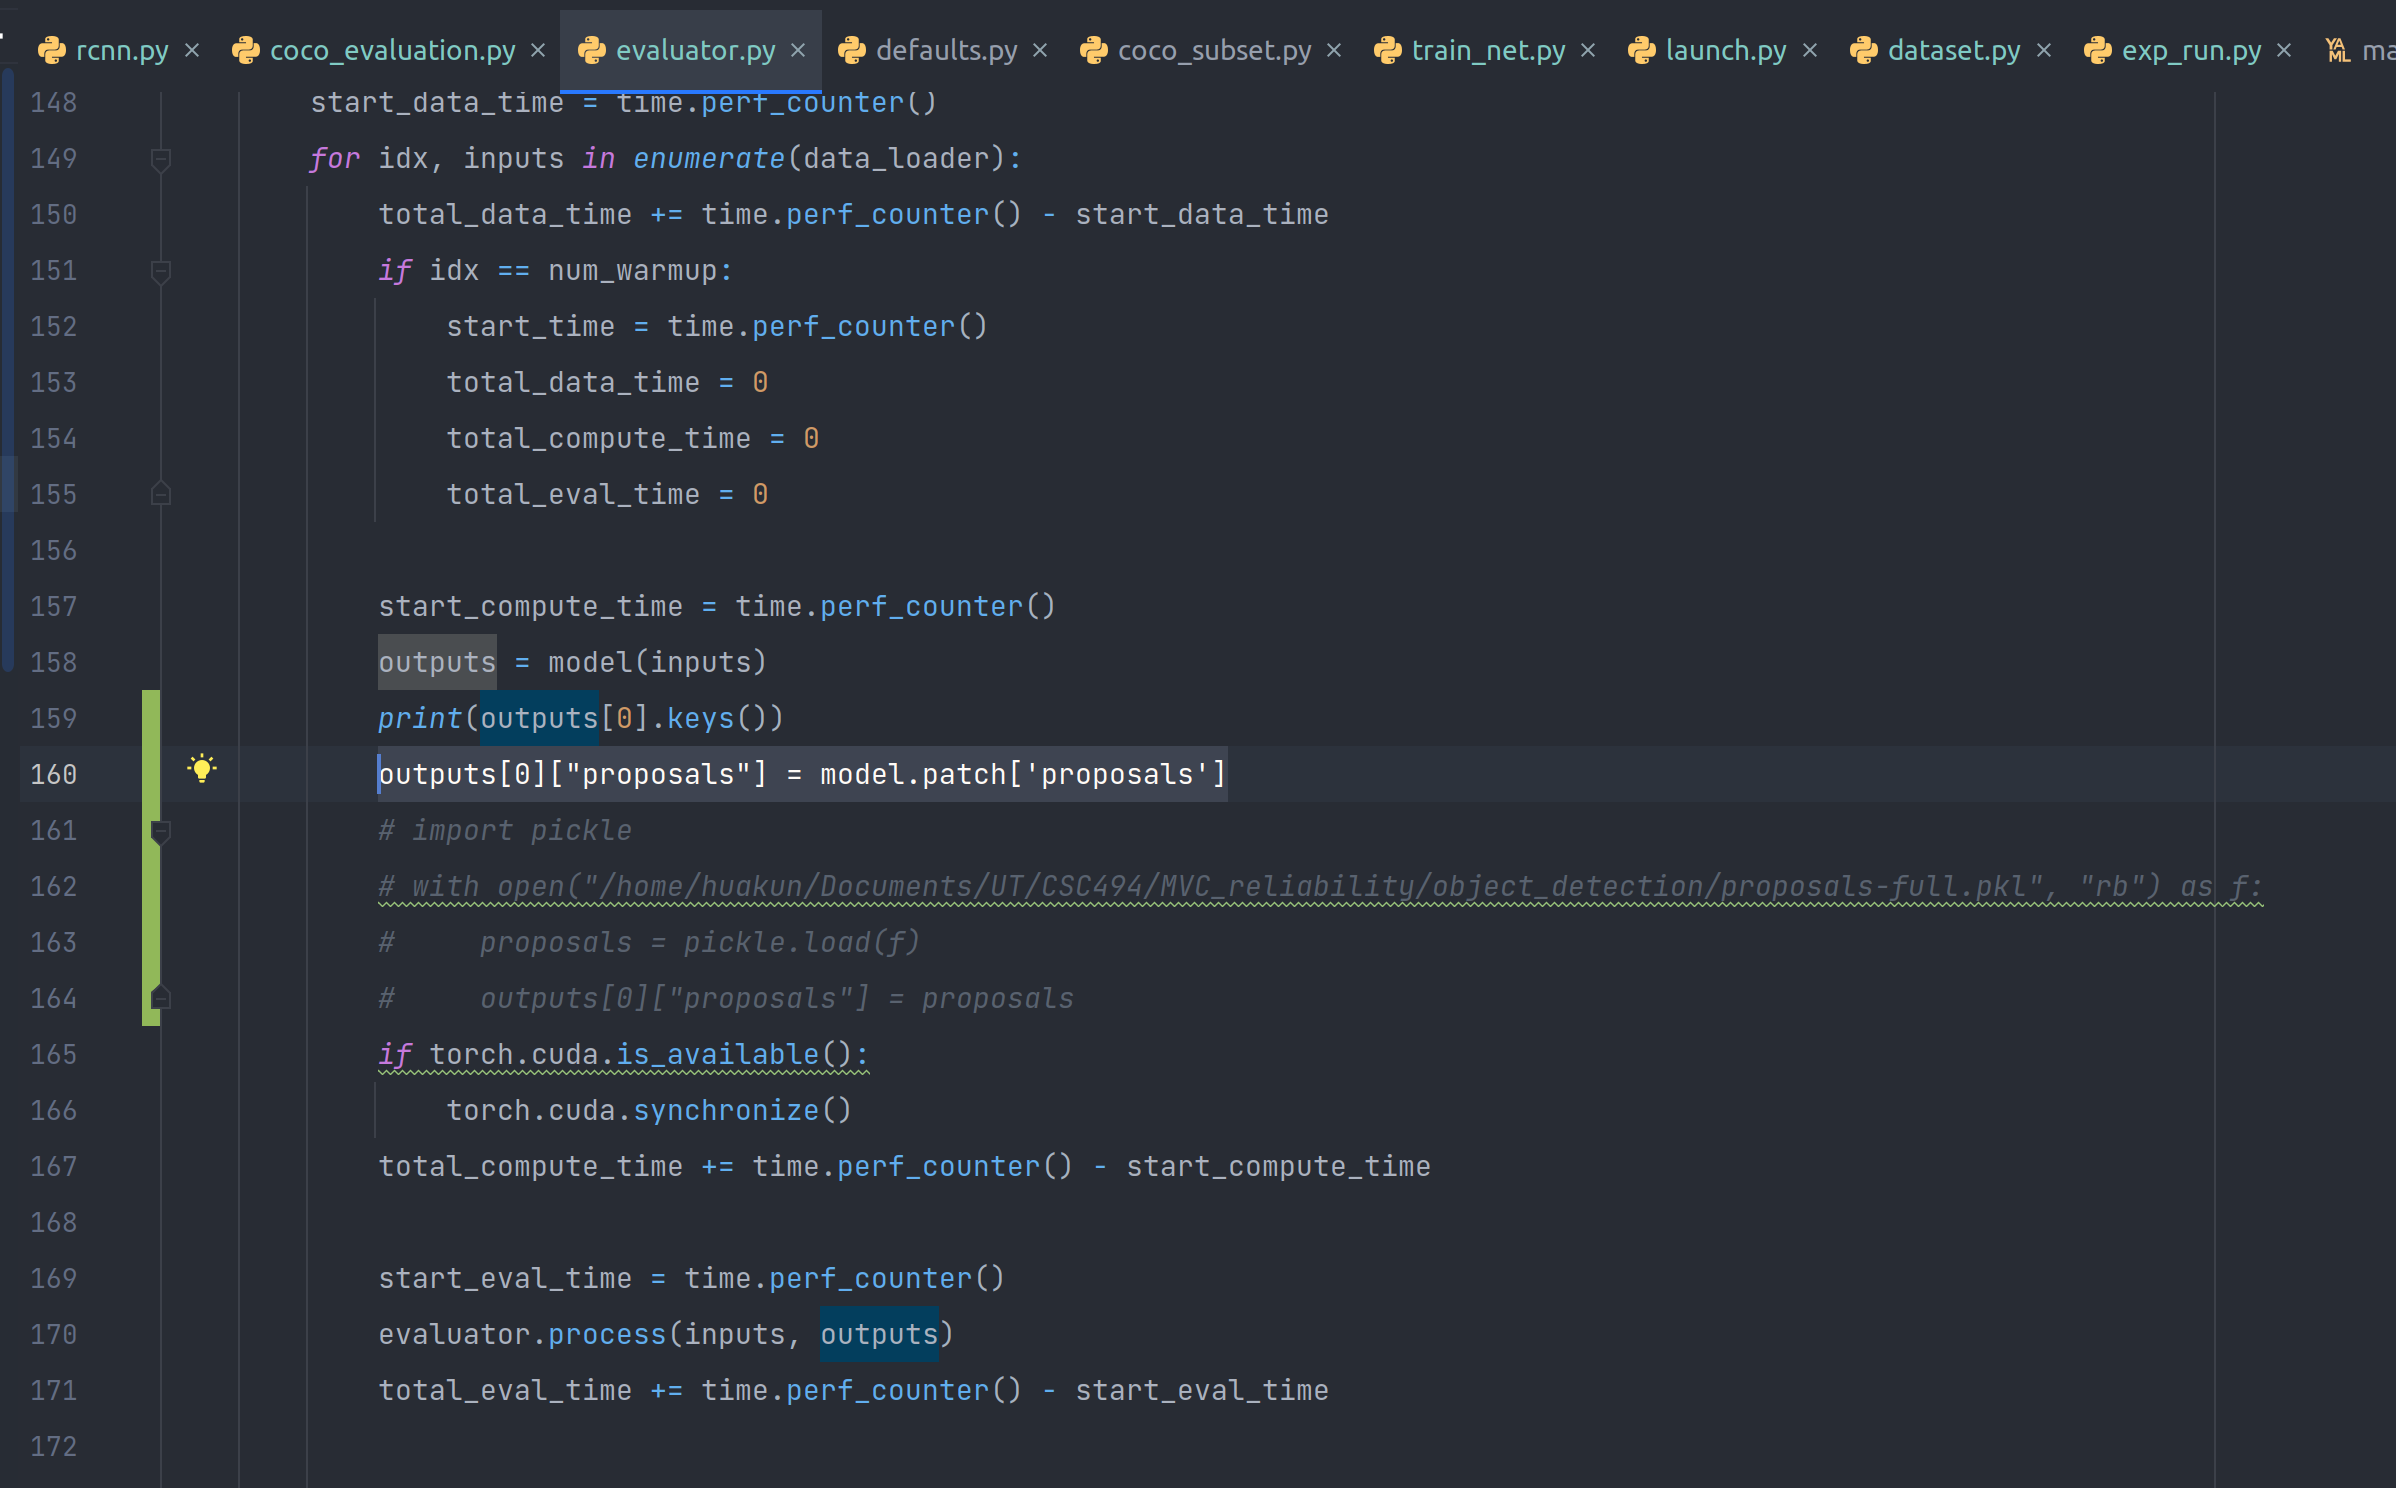 rcnn.py × coco_evaluation.py × evaluator.py × defaults.py × coco_subset.py × train_net.py × launch.py × dataset.py × exp_run.py × YAML
148 start_data_time = time.perf_counter()
149 for idx, inputs in enumerate(data_loader):
150 total_data_time += time.perf_counter() - start_data_time
151 if idx == num_warmup:
152 start_time = time.perf_counter()
153 total_data_time = 0
154 total_compute_time = 0
155 total_eval_time = 0
156
157 start_compute_time = time.perf_counter()
158 outputs = model(inputs)
159 print(outputs[0].keys())
160 outputs[0]["proposals"] = model.patch['proposals']
161 # import pickle
162 # with open("/home/huakun/Documents/UT/CSC494/MVC_reliability/object_detection/proposals-full.pkl", "rb") as f:
163 #     proposals = pickle.load(f)
164 #     outputs[0]["proposals"] = proposals
165 if torch.cuda.is_available():
166 torch.cuda.synchronize()
167 total_compute_time += time.perf_counter() - start_compute_time
168
169 start_eval_time = time.perf_counter()
170 evaluator.process(inputs, outputs)
171 total_eval_time += time.perf_counter() - start_eval_time
172